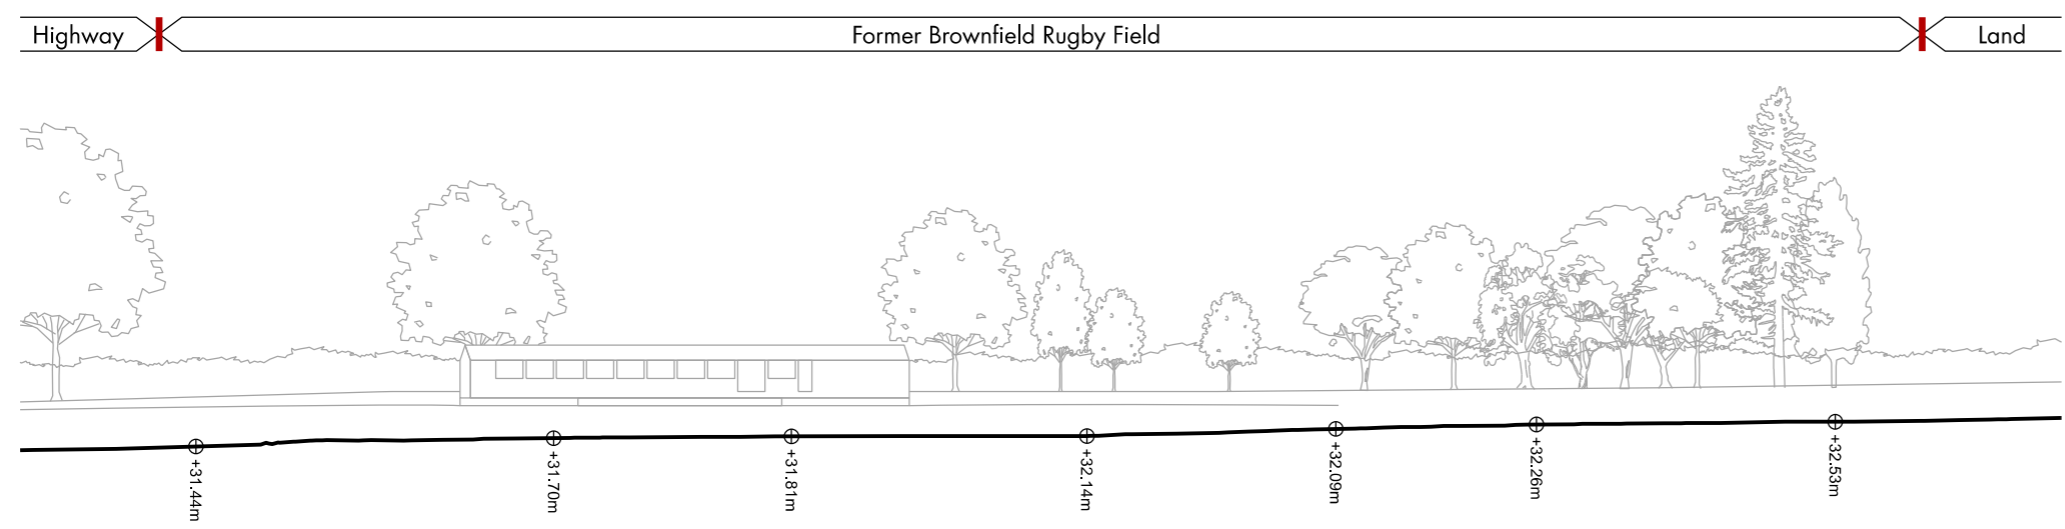 Highway
Former Brownfield Rugby Field
Land
+31.44m
+31.70m
+31.81m
+32.14m
+32.09m
+32.26m
+32.53m